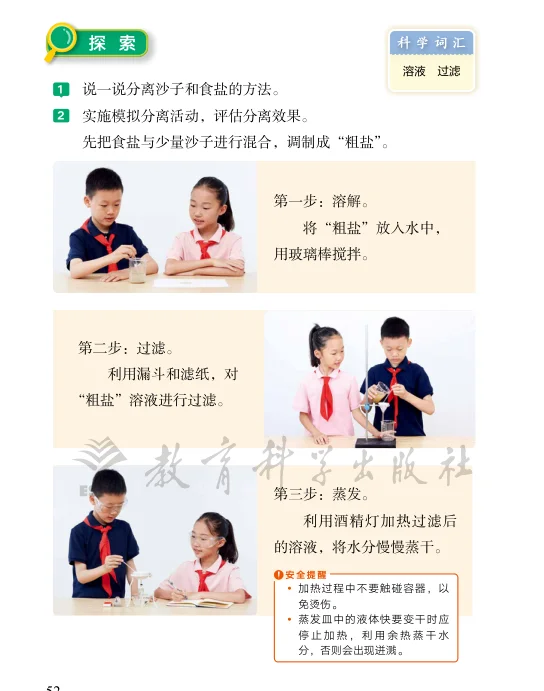 探索
科学词汇
溶液 过滤
1 说一说分离沙子和食盐的方法。
2 实施模拟分离活动，评估分离效果。
先把食盐与少量沙子进行混合，调制成“粗盐”。
第一步：溶解。
将“粗盐”放入水中，
用玻璃棒搅拌。
第二步：过滤。
利用漏斗和滤纸，对
“粗盐”溶液进行过滤。
教育科学出版社
第三步：蒸发。
利用酒精灯加热过滤后
的溶液，将水分慢慢蒸干。
安全提醒
• 加热过程中不要触碰容器，以
免烫伤。
• 蒸发皿中的液体快要变干时应
停止加热，利用余热蒸干水
分，否则会出现迸溅。
52